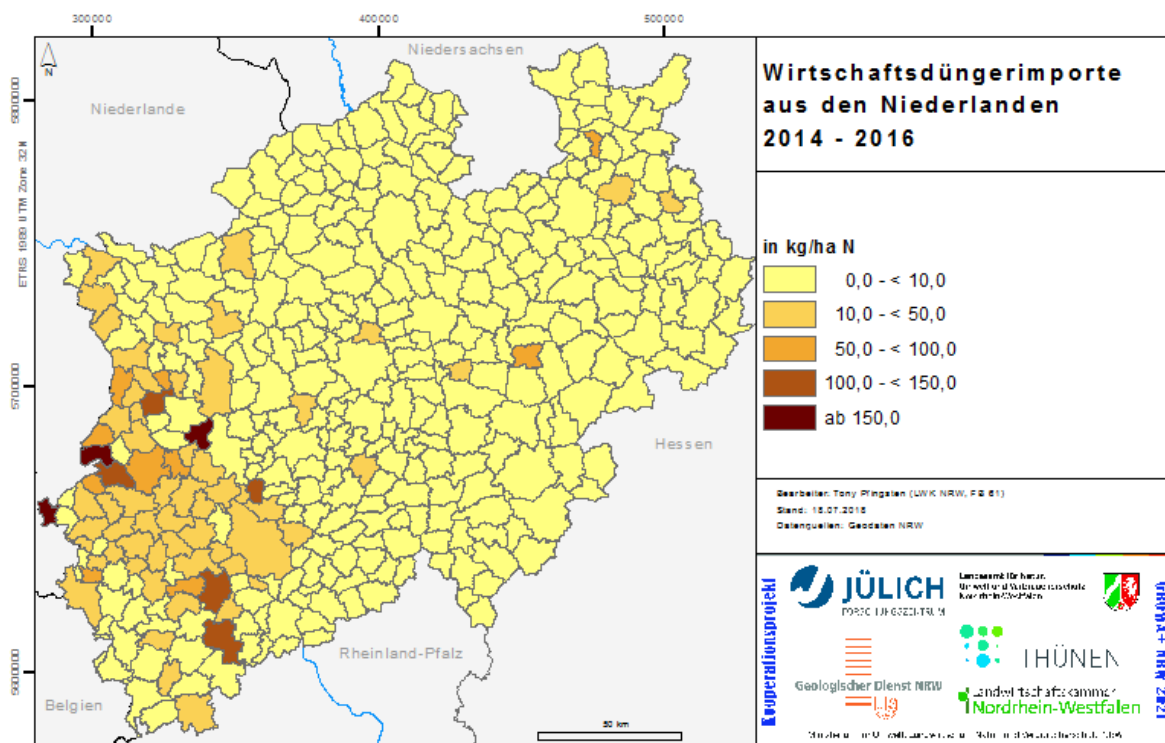 300000
400000
500000
Niedersachsen
Niederlande
N
ETRS 1989 UTM Zone 32N
5800000
5700000
5600000
Hessen
Rheinland-Pfalz
Belgien
50 km
Wirtschaftsdüngerimporte
aus den Niederlanden
2014 - 2016
in kg/ha N
0,0 - < 10,0
10,0 - < 50,0
50,0 - < 100,0
100,0 - < 150,0
ab 150,0
Bearbeiter: Tony Pfingsten (LWK NRW, FB 61)
Stand: 18.07.2018
Datenquellen: Geodaten NRW
Kooperationsprojekt
JÜLICH
FORSCHUNGSZENTRUM
Landesamt für Natur,
Umwelt und Verbraucherschutz
Nordrhein-Westfalen
THÜNEN
Geologischer Dienst NRW
Landwirtschaftskammer
Nordrhein-Westfalen
NRW 2021